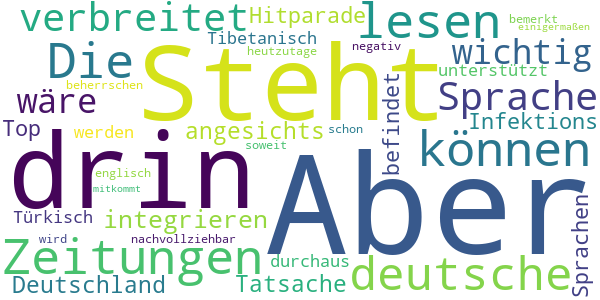 verbreitet Hitparade lesen bemerkt
einigermaßen
Die Tibetanisch Steht negativ wichtig
heutzutage
beherrschen unterstützt
wäre Sprache
Top werden angesichts schon befindet Infektions
drin soweit Aber können
englisch
mitkommt
Türkisch integrieren Sprachen
wird nachvollziehbar
Zeitungen durchaus deutsche
Deutschland Tatsache